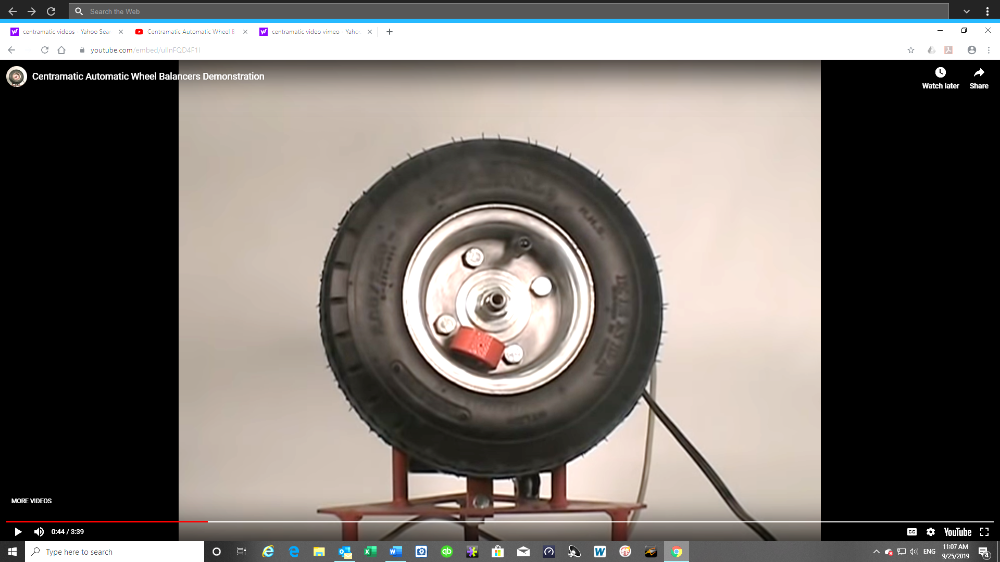 Search the Web
centramatic videos - Yahoo Sear
Centramatic Automatic Wheel B
centramatic video vimeo - Yahoo
youtube.com/embed/ullnFQD4F1I
Centramatic Automatic Wheel Balancers Demonstration
Watch later
Share
N.H.S.
MORE VIDEOS
0:44 / 3:39
CC
YouTube
Type here to search
ENG
11:07 AM
9/25/2019
4